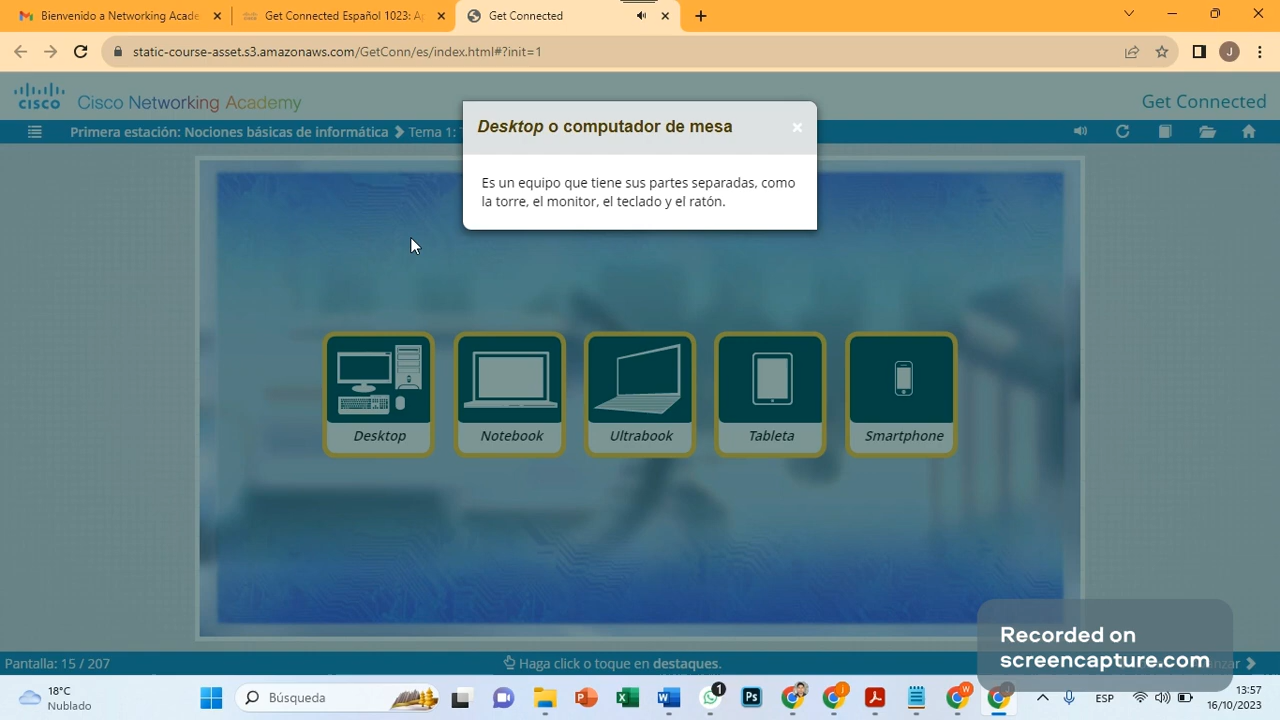 Bienvenido a Networking Acade
Get Connected Español 1023: Ap
Get Connected
static-course-asset.s3.amazonaws.com/GetConn/es/index.html#?init=1
J
CISCO
Cisco Networking Academy
Get Connected
Primera estación: Nociones básicas de informática
Tema 1:
Desktop o computador de mesa
×
Es un equipo que tiene sus partes separadas, como
la torre, el monitor, el teclado y el ratón.
Desktop
Notebook
Ultrabook
Tableta
Smartphone
Recorded on
screencapture.com
Pantalla: 15 / 207
Haga click o toque en destaques.
18°C
Nublado
Búsqueda
1
ESP
13:57
16/10/2023